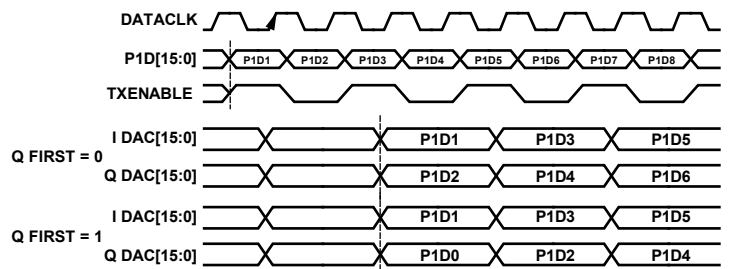 DATACLK
P1D[15:0] P1D1 P1D2 P1D3 P1D4 P1D5 P1D6 P1D7 P1D8
TXENABLE
Q FIRST = 0
I DAC[15:0] P1D1 P1D3 P1D5
Q DAC[15:0] P1D2 P1D4 P1D6
Q FIRST = 1
I DAC[15:0] P1D1 P1D3 P1D5
Q DAC[15:0] P1D0 P1D2 P1D4